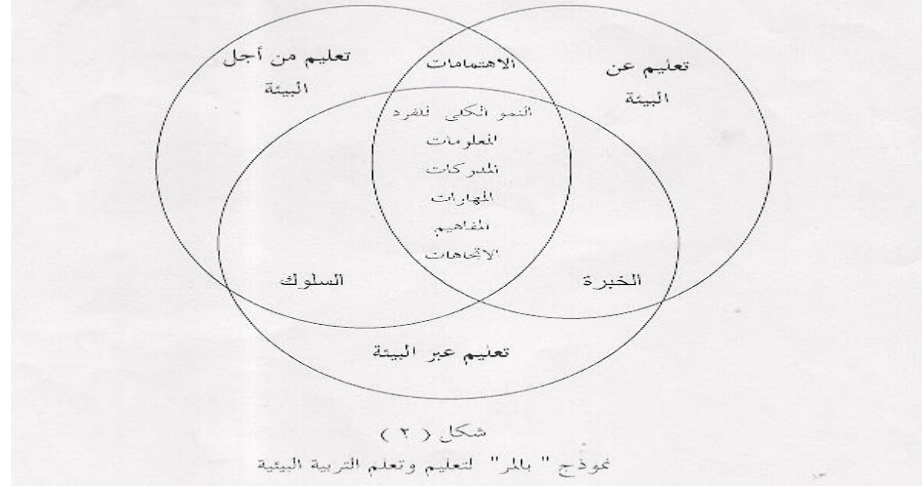 تعليم عن
البيئة
الاهتمامات
تعليم من أجل
البيئة
النمو الكلي للفرد
المعلومات
المدركات
المهارات
المفاهيم
الاتجاهات
الخبرة
السلوك
تعليم عبر البيئة
شكل ( ٢ )
نموذج " بالمر" لتعليم وتعلم التربية البيئية